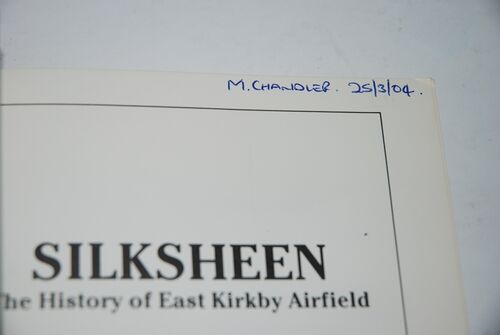 M. CHANDLER. 25/3/04.
SILKSHEEN
The History of East Kirkby Airfield